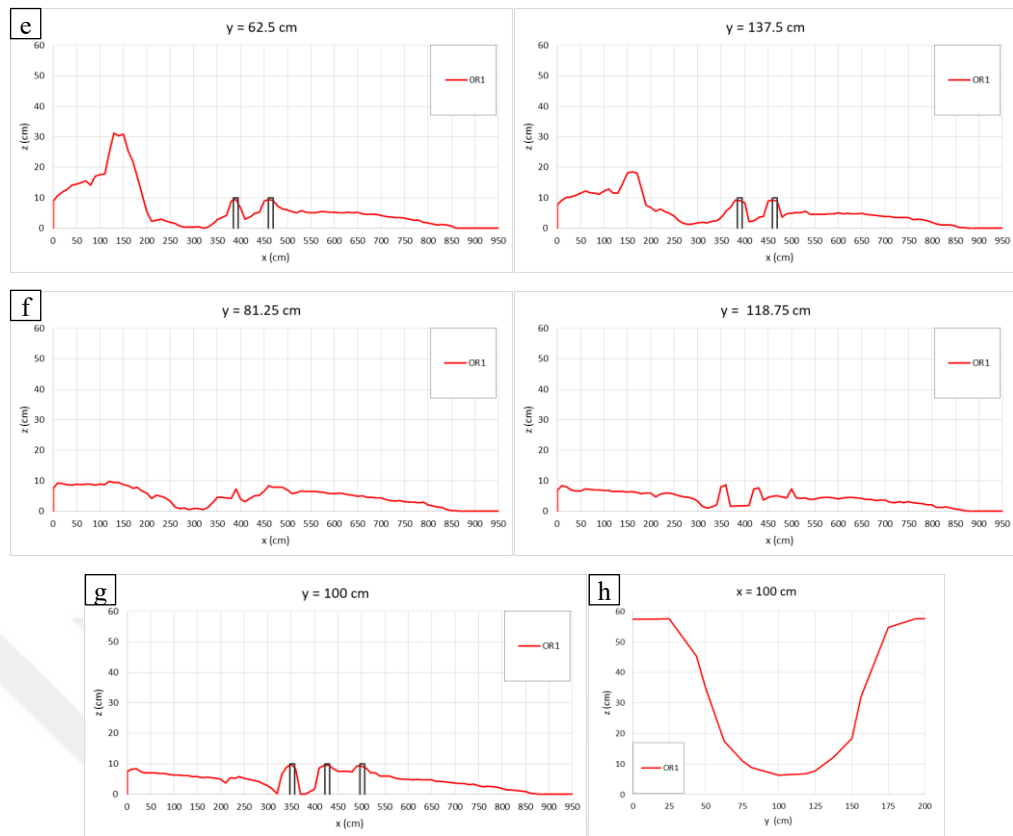 e
y = 62.5 cm
60
50
40
30
20
10
0
z (cm)
0 50 100 150 200 250 300 350 400 450 500 550 600 650 700 750 800 850 900 950
x (cm)
OR1
y = 137.5 cm
60
50
40
30
20
10
0
z (cm)
0 50 100 150 200 250 300 350 400 450 500 550 600 650 700 750 800 850 900 950
x (cm)
OR1
f
y = 81.25 cm
60
50
40
30
20
10
0
z (cm)
0 50 100 150 200 250 300 350 400 450 500 550 600 650 700 750 800 850 900 950
x (cm)
OR1
y = 118.75 cm
60
50
40
30
20
10
0
z (cm)
0 50 100 150 200 250 300 350 400 450 500 550 600 650 700 750 800 850 900 950
x (cm)
OR1
g
y = 100 cm
60
50
40
30
20
10
0
z (cm)
0 50 100 150 200 250 300 350 400 450 500 550 600 650 700 750 800 850 900 950
x (cm)
OR1
h
x = 100 cm
60
50
40
30
20
10
0
z (cm)
0 25 50 75 100 125 150 175 200
y (cm)
OR1